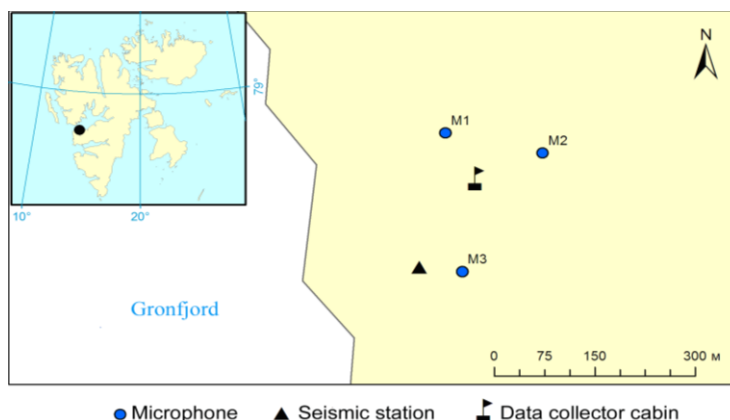 79°
10°
20°
N
M1
M2
M3
Gronfjord
0 75 150 300 м
Microphone Seismic station Data collector cabin